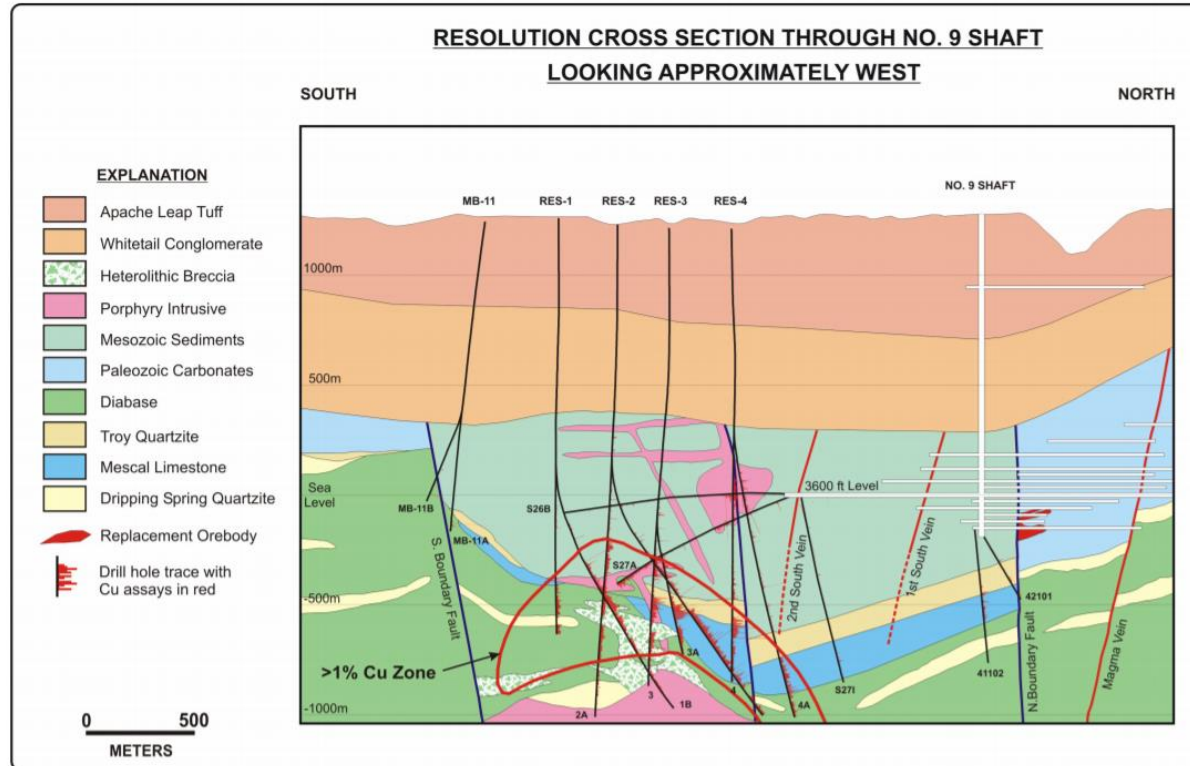 RESOLUTION CROSS SECTION THROUGH NO. 9 SHAFT
LOOKING APPROXIMATELY WEST
SOUTH
NORTH
EXPLANATION
Apache Leap Tuff
Whitetail Conglomerate
Heterolithic Breccia
Porphyry Intrusive
Mesozoic Sediments
Paleozoic Carbonates
Diabase
Troy Quartzite
Mescal Limestone
Dripping Spring Quartzite
Replacement Orebody
Drill hole trace with
Cu assays in red
0 500
METERS
NO. 9 SHAFT
MB-11
RES-1
RES-2
RES-3
RES-4
1000m
500m
Sea
Level
-500m
-1000m
3600 ft Level
MB-11B
MB-11A
S26B
S27A
S. Boundary Fault
2nd South Vein
1st South Vein
N.Boundary Fault
Magma Vein
42101
41102
S27I
>1% Cu Zone
3A
3
1B
2A
4
4A